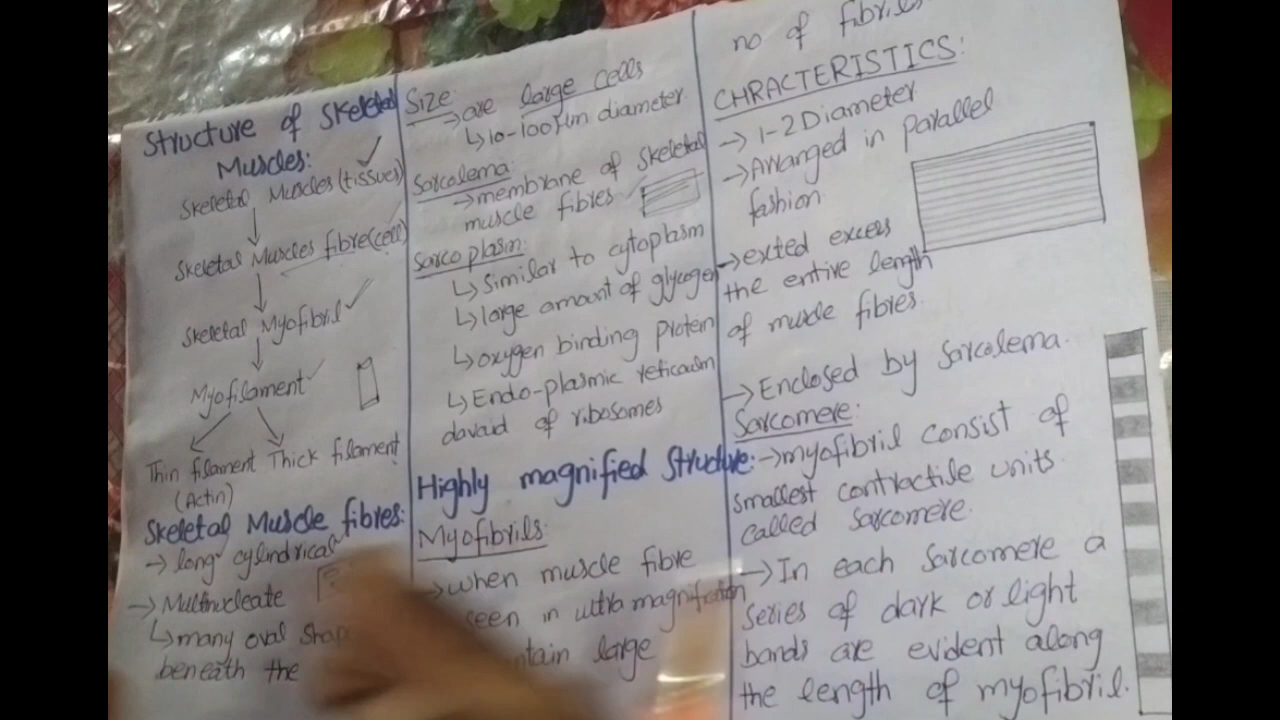 Structure of Skeletal
Muscles:
Skeletal Muscles (tissues)
Skeletal Muscles fibre (cell)
Skeletal Myofibril
Myofilament
Thin filament Thick filament
(Actin)
Skeletal Muscle fibres:
→ long cylindrical
→ Multnucleate
↳ many oval
beneath the
Size:
→ are large cells
↳ 10-100μm diameter
Sarcolema:
→ membrane of skeletal
muscle fibres
Sarcoplasm:
↳ Similar to cytoplasm
↳ large amount of glycogen
↳ oxygen binding protein
↳ Endo-plasmic reticaulm
davaid of ribosomes
Highly magnified Structure:
Myofibrils:
→ when muscle fibre
seen in ultra magnification
large
no of fibrils
CHRACTERISTICS:
→ 1-2 Diameter
→ Arranged in parallel
fashion
→ exted excess
the entire length
of muscle fibres.
→ Enclosed by Sarcolema.
Sarcomere:
→ myofibril consist of
smallest contractile units
called Sarcomere.
→ In each Sarcomere a
series of dark or light
bands are evident along
the length of myofibril.